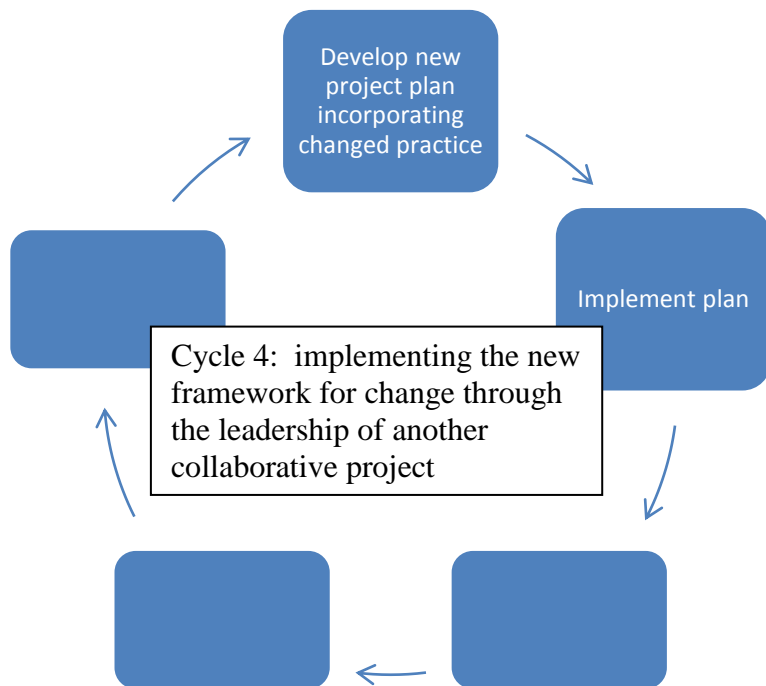 Develop new
project plan
incorporating
changed practice
Implement plan
Cycle 4:  implementing the new
framework for change through
the leadership of another
collaborative project